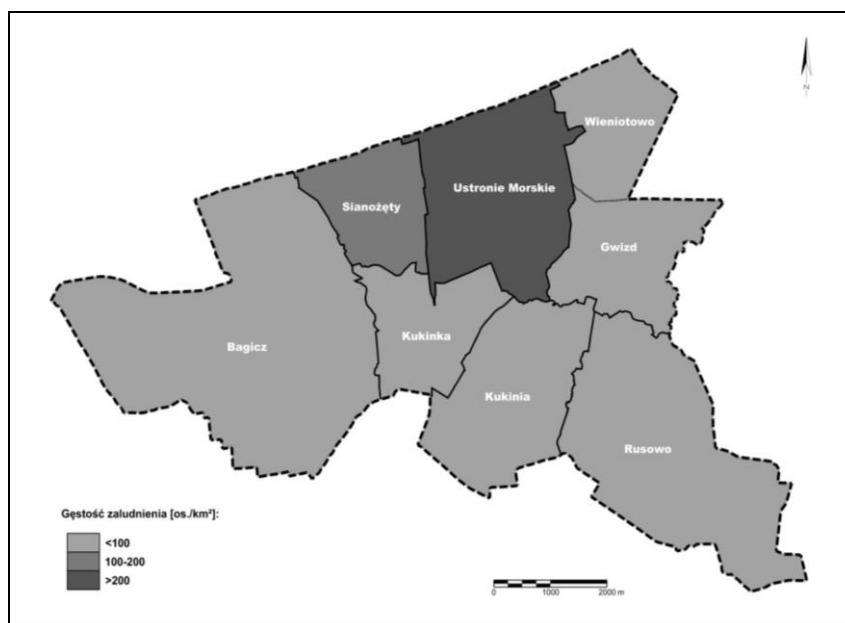 N
Wieniotowo
Ustronie Morskie
Sianożęty
Gwizd
Kukinka
Bagicz
Kukinia
Rusowo
Gęstość zaludnienia [os./km²]:
<100
100-200
>200
0 1000 2000 m